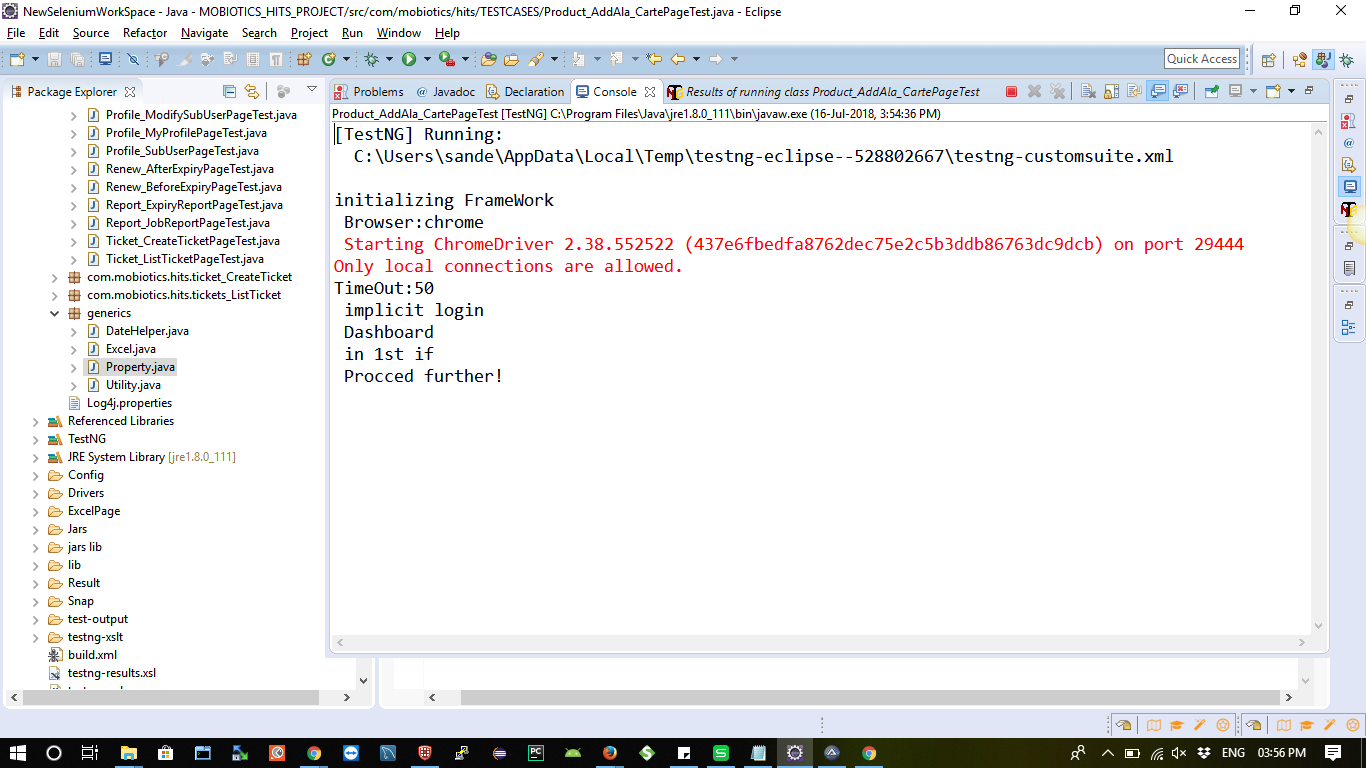 NewSeleniumWorkSpace - Java - MOBIOTICS_HITS_PROJECT/src/com/mobiotics/hits/TESTCASES/Product_AddAla_CartePageTest.java - Eclipse
File Edit Source Refactor Navigate Search Project Run Window Help
Quick Access
Package Explorer
Problems @ Javadoc Declaration Console Results of running class Product_AddAla_CartePageTest
Product_AddAla_CartePageTest [TestNG] C:\Program Files\Java\jre1.8.0_111\bin\javaw.exe (16-Jul-2018, 3:54:36 PM)
[TestNG] Running:
C:\Users\sande\AppData\Local\Temp\testng-eclipse--528802667\testng-customsuite.xml
initializing FrameWork
Browser:chrome
Starting ChromeDriver 2.38.552522 (437e6fbedfa8762dec75e2c5b3ddb86763dc9dcb) on port 29444
Only local connections are allowed.
TimeOut:50
implicit login
Dashboard
in 1st if
Procced further!
Profile_ModifySubUserPageTest.java
Profile_MyProfilePageTest.java
Profile_SubUserPageTest.java
Renew_AfterExpiryPageTest.java
Renew_BeforeExpiryPageTest.java
Report_ExpiryReportPageTest.java
Report_JobReportPageTest.java
Ticket_CreateTicketPageTest.java
Ticket_ListTicketPageTest.java
com.mobiotics.hits.ticket_CreateTicket
com.mobiotics.hits.tickets_ListTicket
generics
DateHelper.java
Excel.java
Property.java
Utility.java
Log4j.properties
Referenced Libraries
TestNG
JRE System Library [jre1.8.0_111]
Config
Drivers
ExcelPage
Jars
jars lib
lib
Result
Snap
test-output
testng-xslt
build.xml
testng-results.xsl
ENG 03:56 PM